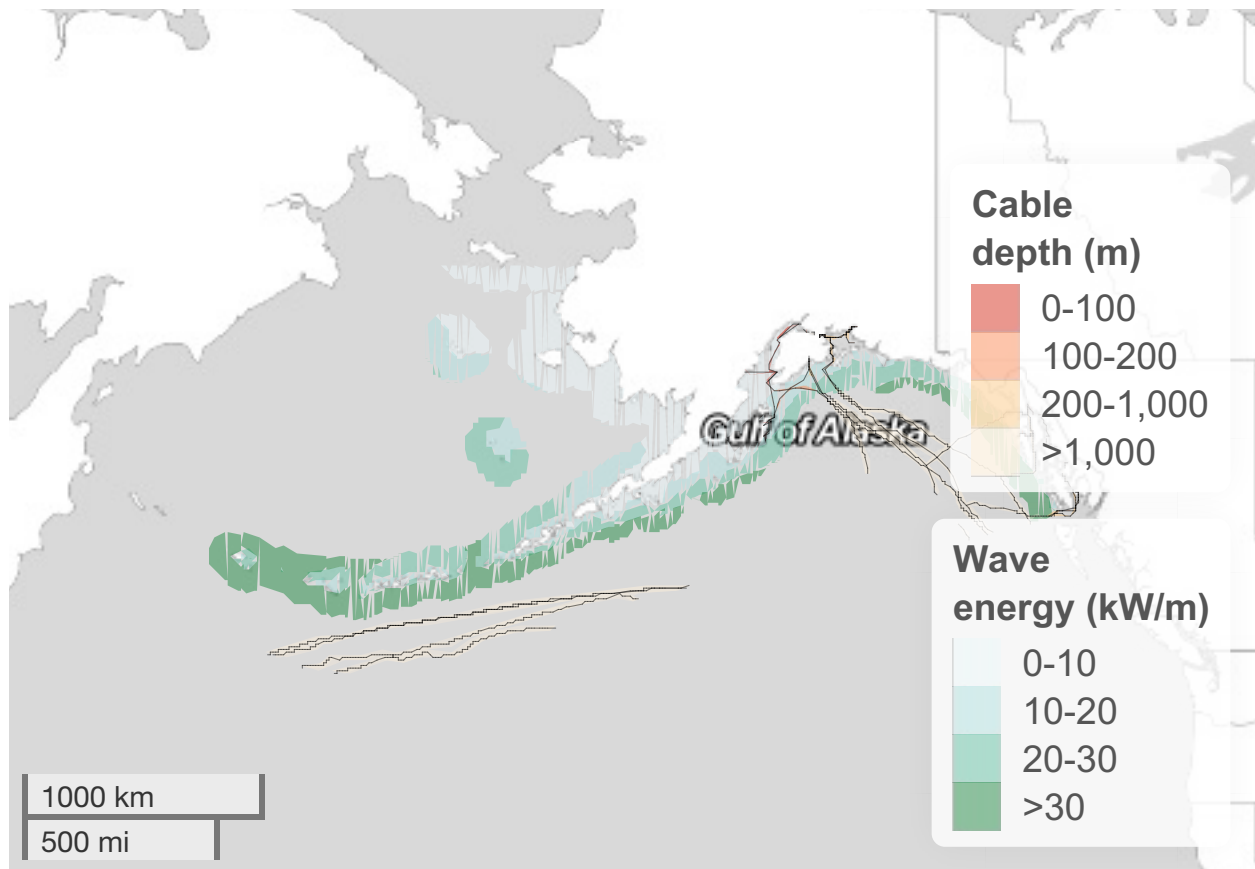 Cable
depth (m)
0-100
100-200
200-1,000
>1,000
Gulf of Alaska
Wave
energy (kW/m)
0-10
10-20
20-30
>30
1000 km
500 mi